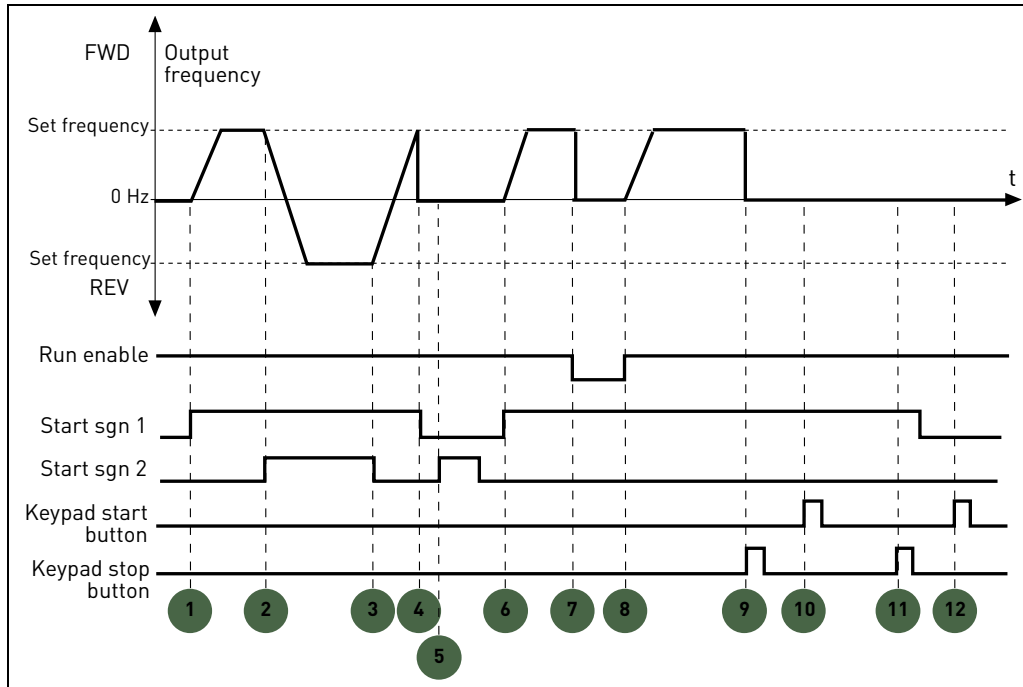 FWD
Output
frequency
Set frequency
0 Hz
t
Set frequency
REV
Run enable
Start sgn 1
Start sgn 2
Keypad start
button
Keypad stop
button
1 2 3 4 6 7 8 9 10 11 12
5